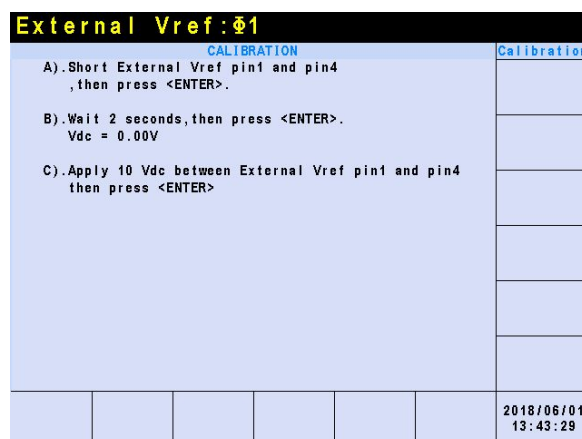 External Vref:Φ1
CALIBRATION
Calibration
A).Short External Vref pin1 and pin4
,then press <ENTER>.
B).Wait 2 seconds,then press <ENTER>.
Vdc = 0.00V
C).Apply 10 Vdc between External Vref pin1 and pin4
then press <ENTER>
2018/06/01
13:43:29